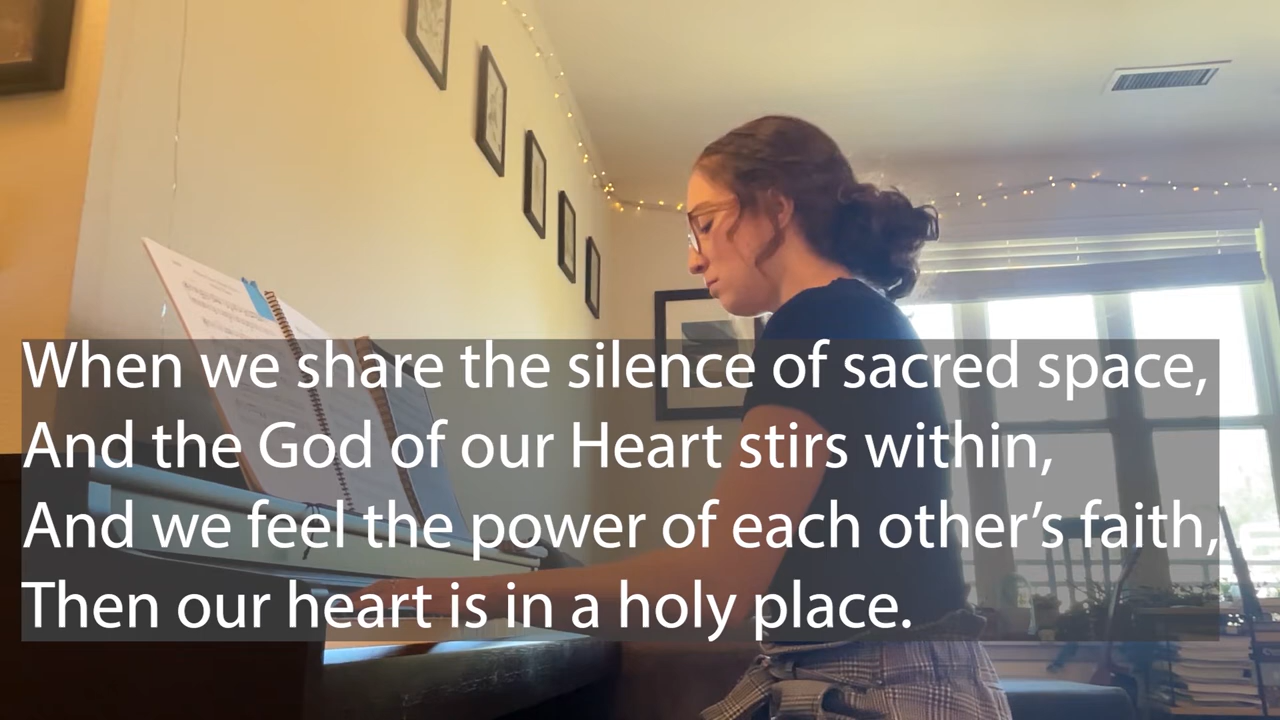 When we share the silence of sacred space,
And the God of our Heart stirs within,
And we feel the power of each other’s faith,
Then our heart is in a holy place.